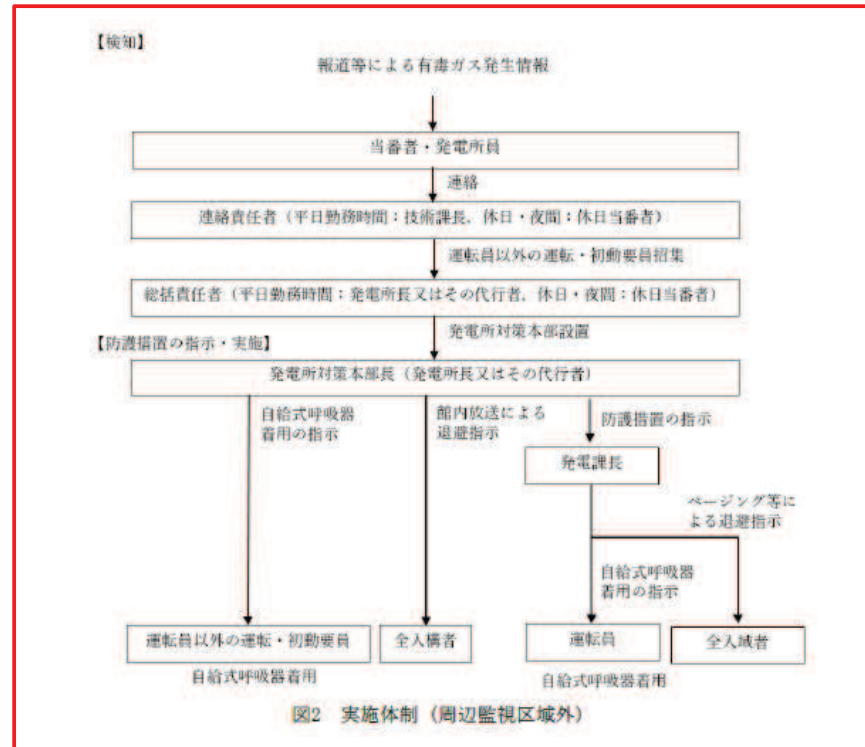 【検知】
報道等による有毒ガス発生情報
当番者・発電所員
連絡
連絡責任者（平日勤務時間：技術課長，休日・夜間：休日当番者）
運転員以外の運転・初動要員招集
総括責任者（平日勤務時間：発電所長又はその代行者，休日・夜間：休日当番者）
発電所対策本部設置
【防護措置の指示・実施】
発電所対策本部長（発電所長又はその代行者）
自給式呼吸器
着用の指示
館内放送による
退避指示
防護措置の指示
発電課長
ページング等に
よる退避指示
自給式呼吸器
着用の指示
運転員以外の運転・初動要員
全入構者
運転員
全入域者
自給式呼吸器着用
自給式呼吸器着用
図2　実施体制（周辺監視区域外）